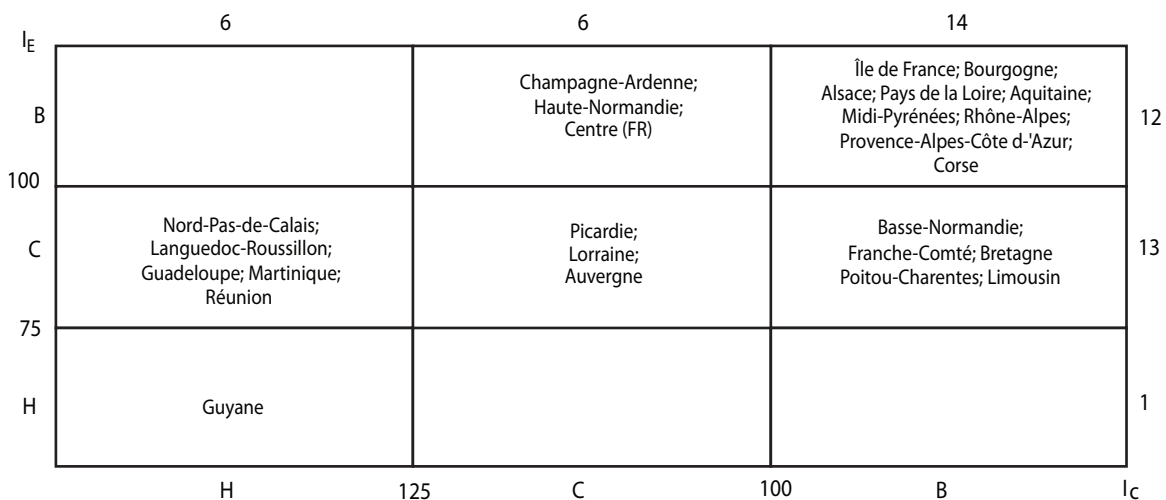 6 6 14
I_E
Champagne-Ardenne;
Haute-Normandie;
Centre (FR)
Île de France; Bourgogne;
Alsace; Pays de la Loire; Aquitaine;
Midi-Pyrénées; Rhône-Alpes;
Provence-Alpes-Côte d-'Azur;
Corse
B
12
100
Nord-Pas-de-Calais;
Languedoc-Roussillon;
Guadeloupe; Martinique;
Réunion
Picardie;
Lorraine;
Auvergne
Basse-Normandie;
Franche-Comté; Bretagne
Poitou-Charentes; Limousin
C
13
75
H
Guyane
1
H 125 C 100 B I_C